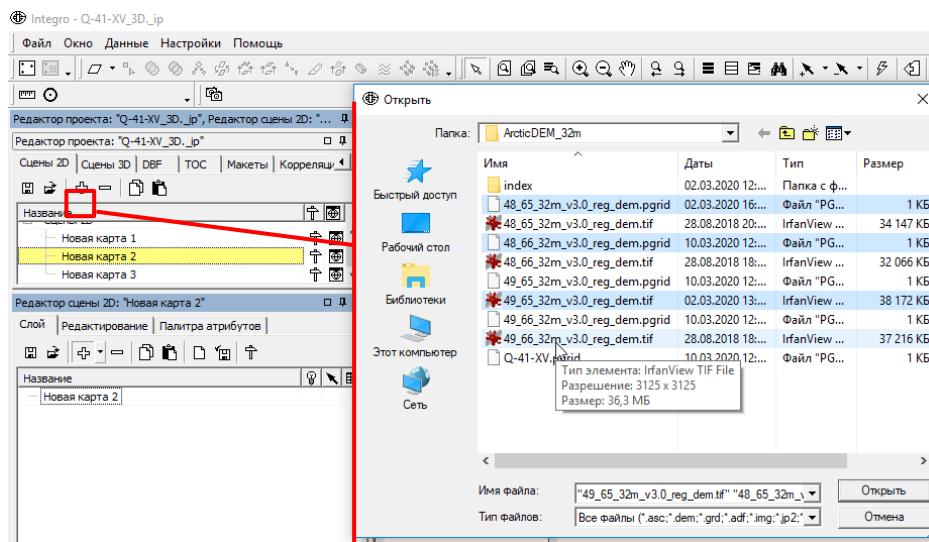 Integro - Q-41-XV_3D._ip
Файл Окно Данные Настройки Помощь
Редактор проекта: "Q-41-XV_3D._ip", Редактор сцены 2D: "...
Редактор проекта: "Q-41-XV_3D._ip"
Сцены 2D Сцены 3D DBF TOC Макеты Корреляци
Название
Сцены 2D
Новая карта 1
Новая карта 2
Новая карта 3
Редактор сцены 2D: "Новая карта 2"
Слой Редактирование Палитра атрибутов
Название
Новая карта 2
Открыть
Папка: ArcticDEM_32m
Быстрый доступ
Рабочий стол
Библиотеки
Этот компьютер
Сеть
Имя Даты Тип Размер
index 02.03.2020 12:... Папка с ф...
48_65_32m_v3.0_reg_dem.pgrid 02.03.2020 16:... Файл "PG... 1 КБ
48_65_32m_v3.0_reg_dem.tif 28.08.2018 20:... IrfanView ... 34 147 КБ
48_66_32m_v3.0_reg_dem.pgrid 10.03.2020 12:... Файл "PG... 1 КБ
48_66_32m_v3.0_reg_dem.tif 28.08.2018 18:... IrfanView ... 32 066 КБ
49_65_32m_v3.0_reg_dem.pgrid 10.03.2020 12:... Файл "PG... 1 КБ
49_65_32m_v3.0_reg_dem.tif 02.03.2020 13:... IrfanView ... 38 172 КБ
49_66_32m_v3.0_reg_dem.pgrid 10.03.2020 12:... Файл "PG... 1 КБ
49_66_32m_v3.0_reg_dem.tif 28.08.2018 18:... IrfanView ... 37 216 КБ
Q-41-XV.pgrid 10.03.2020 12:... Файл "PG... 1 КБ
Тип элемента: IrfanView TIF File
Разрешение: 3125 x 3125
Размер: 36,3 МБ
Имя файла: "49_66_32m_v3.0_reg_dem.tif" "48_65_32m_v Открыть
Тип файлов: Все файлы (*.asc;*.dem;*.grd;*.adf;*.img;*.jp2;* Отмена